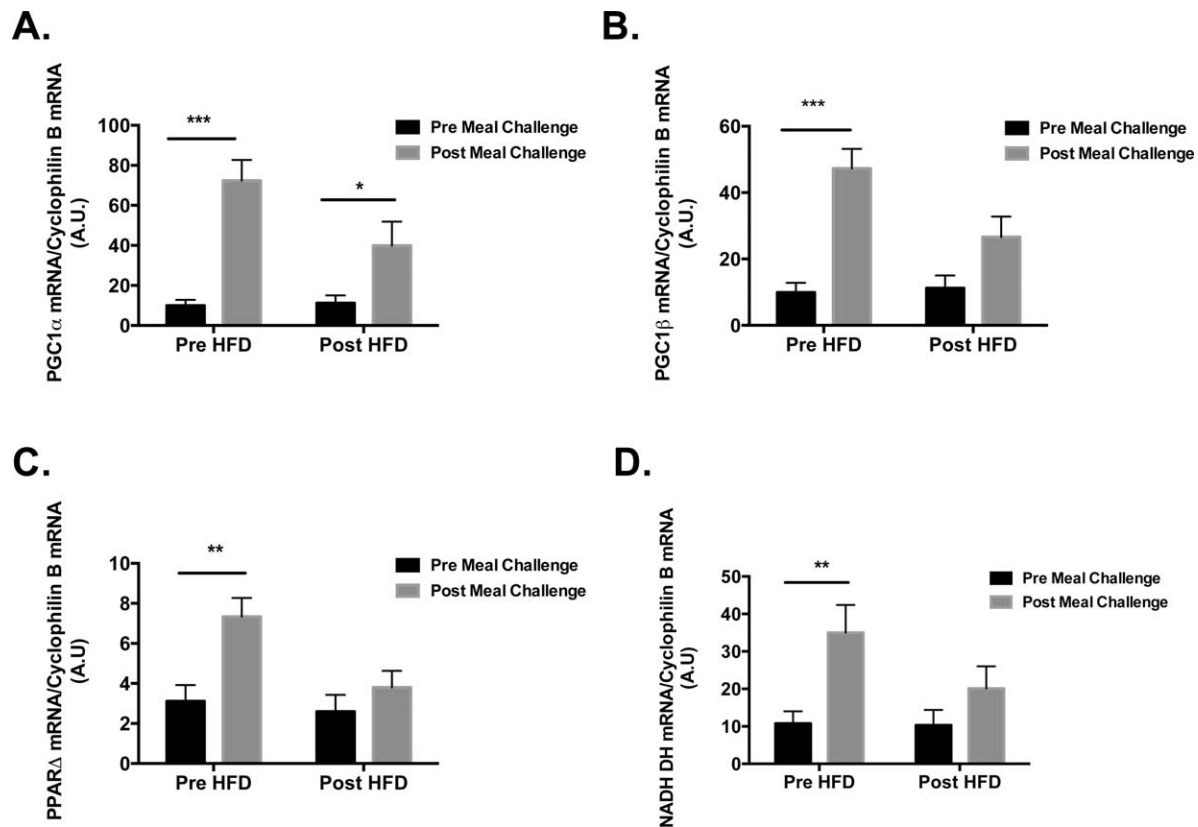 A.
PGC1α mRNA/Cyclophilin B mRNA
(A.U.)
100
80
60
40
20
0
***
*
Pre HFD
Post HFD
Pre Meal Challenge
Post Meal Challenge
B.
PGC1β mRNA/Cyclophilin B mRNA
(A.U.)
60
40
20
0
***
Pre HFD
Post HFD
Pre Meal Challenge
Post Meal Challenge
C.
PPARΔ mRNA/Cyclophilin B mRNA
(A.U)
10
8
6
4
2
0
**
Pre HFD
Post HFD
Pre Meal Challenge
Post Meal Challenge
D.
NADH DH mRNA/Cyclophilin B mRNA
(A.U)
50
40
30
20
10
0
**
Pre HFD
Post HFD
Pre Meal Challenge
Post Meal Challenge